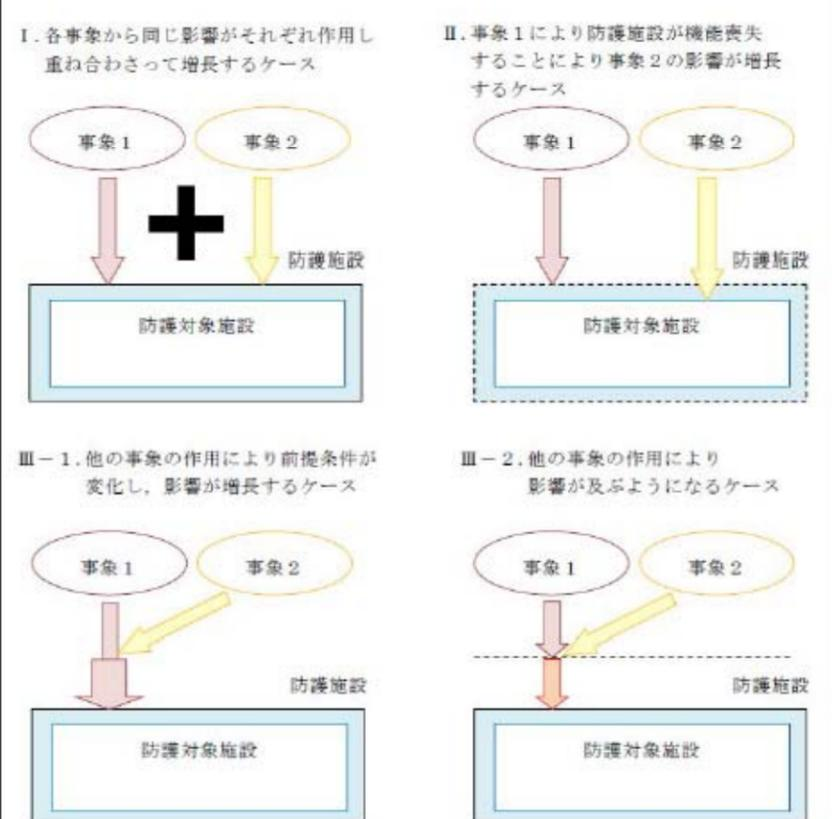 Ⅰ.各事象から同じ影響がそれぞれ作用し
重ね合わさって増長するケース
事象1
事象2
防護施設
防護対象施設
Ⅱ.事象1により防護施設が機能喪失
することにより事象2の影響が増長
するケース
事象1
事象2
防護施設
防護対象施設
Ⅲ－1.他の事象の作用により前提条件が
変化し，影響が増長するケース
事象1
事象2
防護施設
防護対象施設
Ⅲ－2.他の事象の作用により
影響が及ぶようになるケース
事象1
事象2
防護施設
防護対象施設